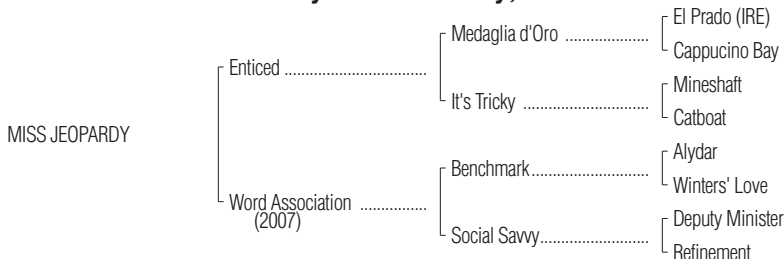 El Prado (IRE)
Medaglia d'Oro ....................
Cappucino Bay
Enticed ..................................
Mineshaft
It's Tricky ..............................
Catboat
MISS JEOPARDY
Alydar
Benchmark............................
Winters' Love
Word Association ................
(2007)
Deputy Minister
Social Savvy..........................
Refinement